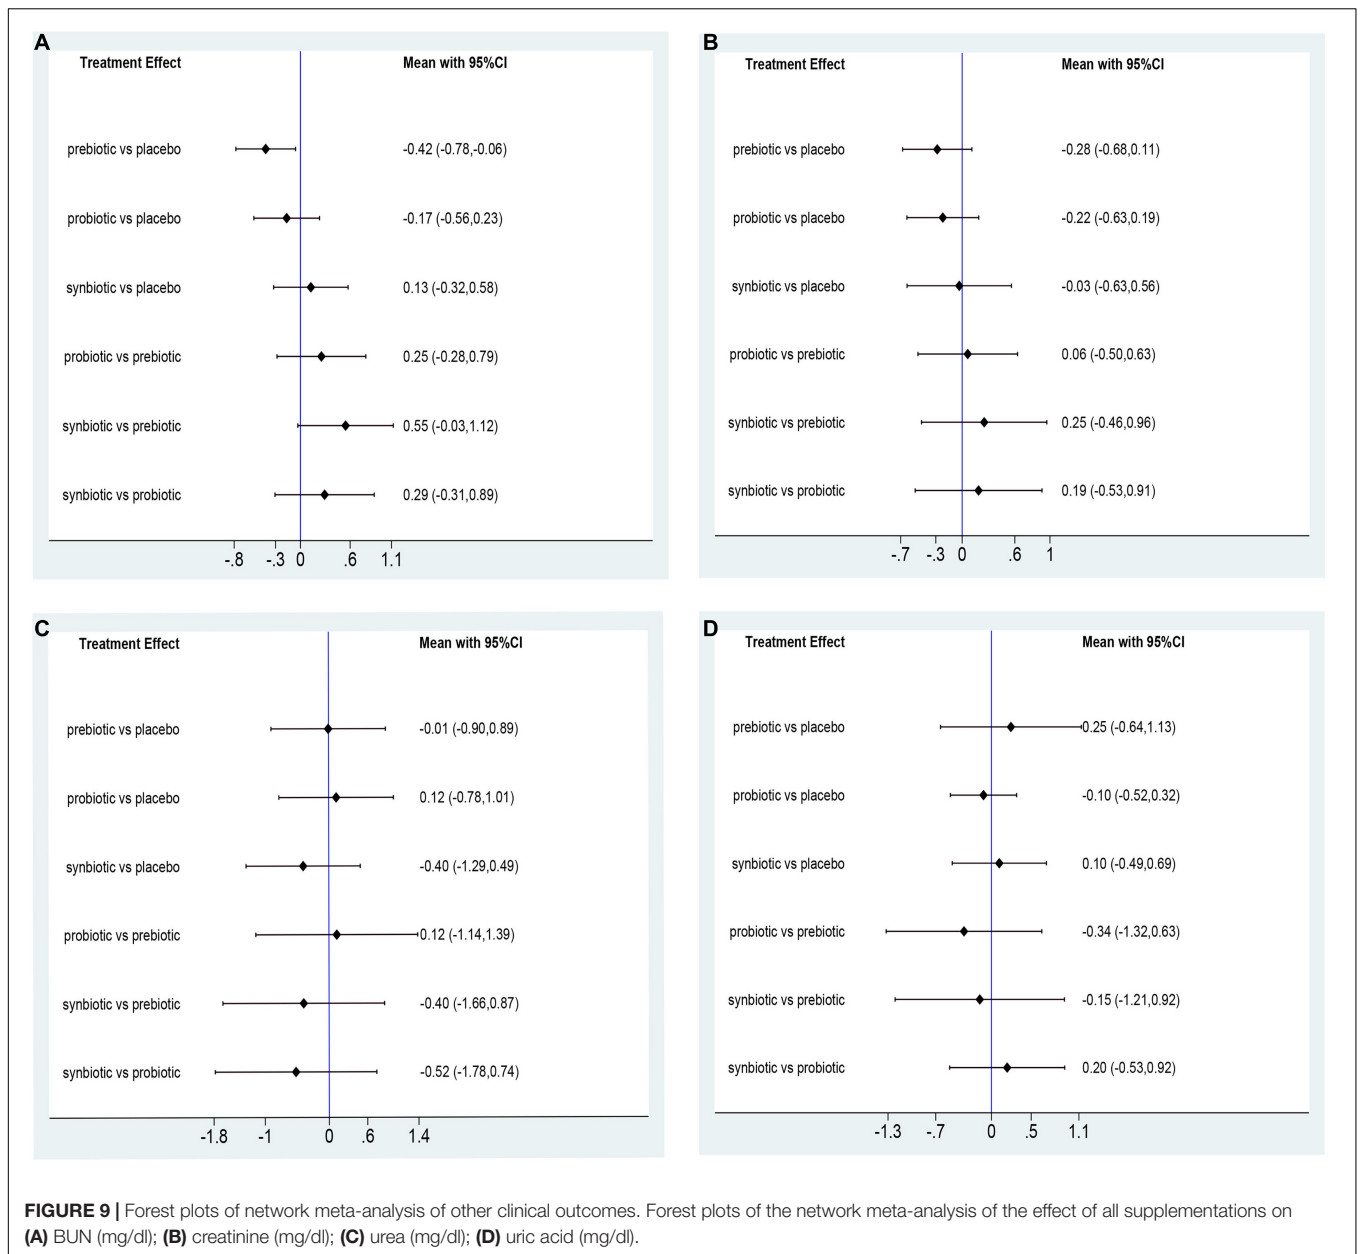 A
Treatment Effect Mean with 95%CI
prebiotic vs placebo -0.42 (-0.78,-0.06)
probiotic vs placebo -0.17 (-0.56,0.23)
synbiotic vs placebo 0.13 (-0.32,0.58)
probiotic vs prebiotic 0.25 (-0.28,0.79)
synbiotic vs prebiotic 0.55 (-0.03,1.12)
synbiotic vs probiotic 0.29 (-0.31,0.89)
-.8 -.3 0 .6 1.1
B
Treatment Effect Mean with 95%CI
prebiotic vs placebo -0.28 (-0.68,0.11)
probiotic vs placebo -0.22 (-0.63,0.19)
synbiotic vs placebo -0.03 (-0.63,0.56)
probiotic vs prebiotic 0.06 (-0.50,0.63)
synbiotic vs prebiotic 0.25 (-0.46,0.96)
synbiotic vs probiotic 0.19 (-0.53,0.91)
-.7 -.3 0 .6 1
C
Treatment Effect Mean with 95%CI
prebiotic vs placebo -0.01 (-0.90,0.89)
probiotic vs placebo 0.12 (-0.78,1.01)
synbiotic vs placebo -0.40 (-1.29,0.49)
probiotic vs prebiotic 0.12 (-1.14,1.39)
synbiotic vs prebiotic -0.40 (-1.66,0.87)
synbiotic vs probiotic -0.52 (-1.78,0.74)
-1.8 -1 0 .6 1.4
D
Treatment Effect Mean with 95%CI
prebiotic vs placebo 0.25 (-0.64,1.13)
probiotic vs placebo -0.10 (-0.52,0.32)
synbiotic vs placebo 0.10 (-0.49,0.69)
probiotic vs prebiotic -0.34 (-1.32,0.63)
synbiotic vs prebiotic -0.15 (-1.21,0.92)
synbiotic vs probiotic 0.20 (-0.53,0.92)
-1.3 -.7 0 .5 1.1
FIGURE 9 | Forest plots of network meta-analysis of other clinical outcomes. Forest plots of the network meta-analysis of the effect of all supplementations on
(A) BUN (mg/dl); (B) creatinine (mg/dl); (C) urea (mg/dl); (D) uric acid (mg/dl).